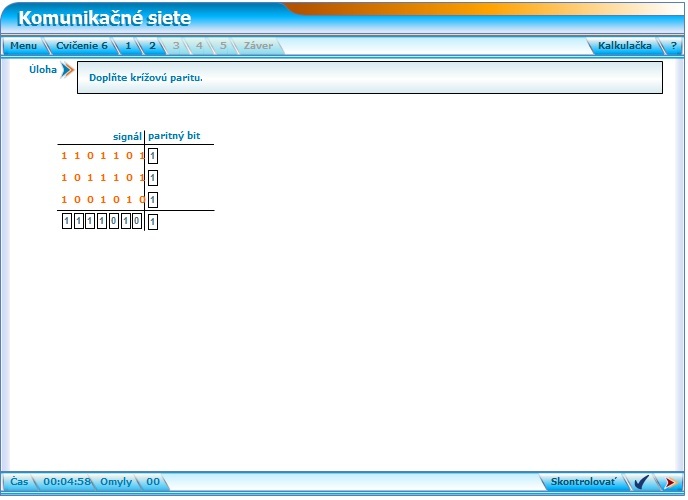 Komunikačné siete
Menu Cvičenie 6 1 2 3 4 5 Záver Kalkulačka ?
Úloha Doplňte krížovú paritu.
signál paritný bit
1 1 0 1 1 0 1 1
1 0 1 1 1 0 1 1
1 0 0 1 0 1 0 1
1 1 1 1 0 1 0 1
Čas 00:04:58 Omyly 00 Skontrolovať